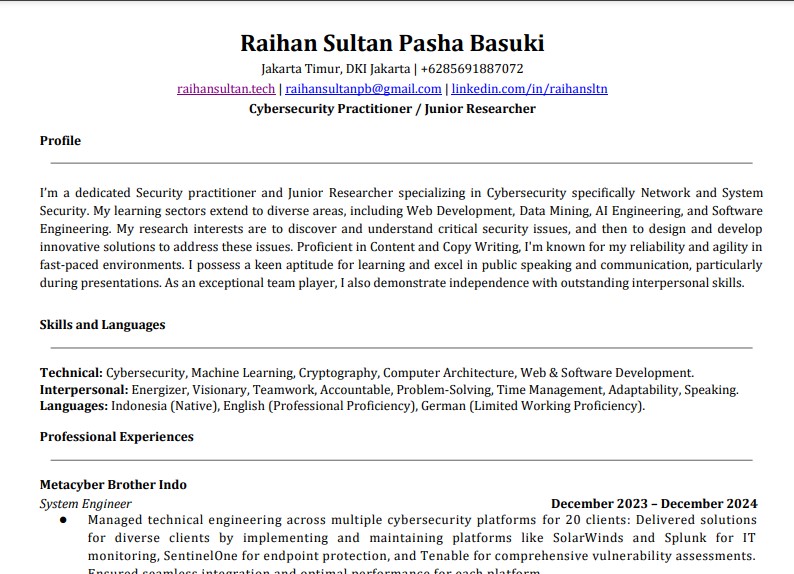 Raihan Sultan Pasha Basuki
Jakarta Timur, DKI Jakarta | +6285691887072
raihansultan.tech | raihansultanpb@gmail.com | linkedin.com/in/raihansltn
Cybersecurity Practitioner / Junior Researcher
Profile
I'm a dedicated Security practitioner and Junior Researcher specializing in Cybersecurity specifically Network and System
Security. My learning sectors extend to diverse areas, including Web Development, Data Mining, AI Engineering, and Software
Engineering. My research interests are to discover and understand critical security issues, and then to design and develop
innovative solutions to address these issues. Proficient in Content and Copy Writing, I'm known for my reliability and agility in
fast-paced environments. I possess a keen aptitude for learning and excel in public speaking and communication, particularly
during presentations. As an exceptional team player, I also demonstrate independence with outstanding interpersonal skills.
Skills and Languages
Technical: Cybersecurity, Machine Learning, Cryptography, Computer Architecture, Web & Software Development.
Interpersonal: Energizer, Visionary, Teamwork, Accountable, Problem-Solving, Time Management, Adaptability, Speaking.
Languages: Indonesia (Native), English (Professional Proficiency), German (Limited Working Proficiency).
Professional Experiences
Metacyber Brother Indo
System Engineer December 2023 – December 2024
● Managed technical engineering across multiple cybersecurity platforms for 20 clients: Delivered solutions
for diverse clients by implementing and maintaining platforms like SolarWinds and Splunk for IT
monitoring, SentinelOne for endpoint protection, and Tenable for comprehensive vulnerability assessments.
Ensured seamless integration and optimal performance for each platform.